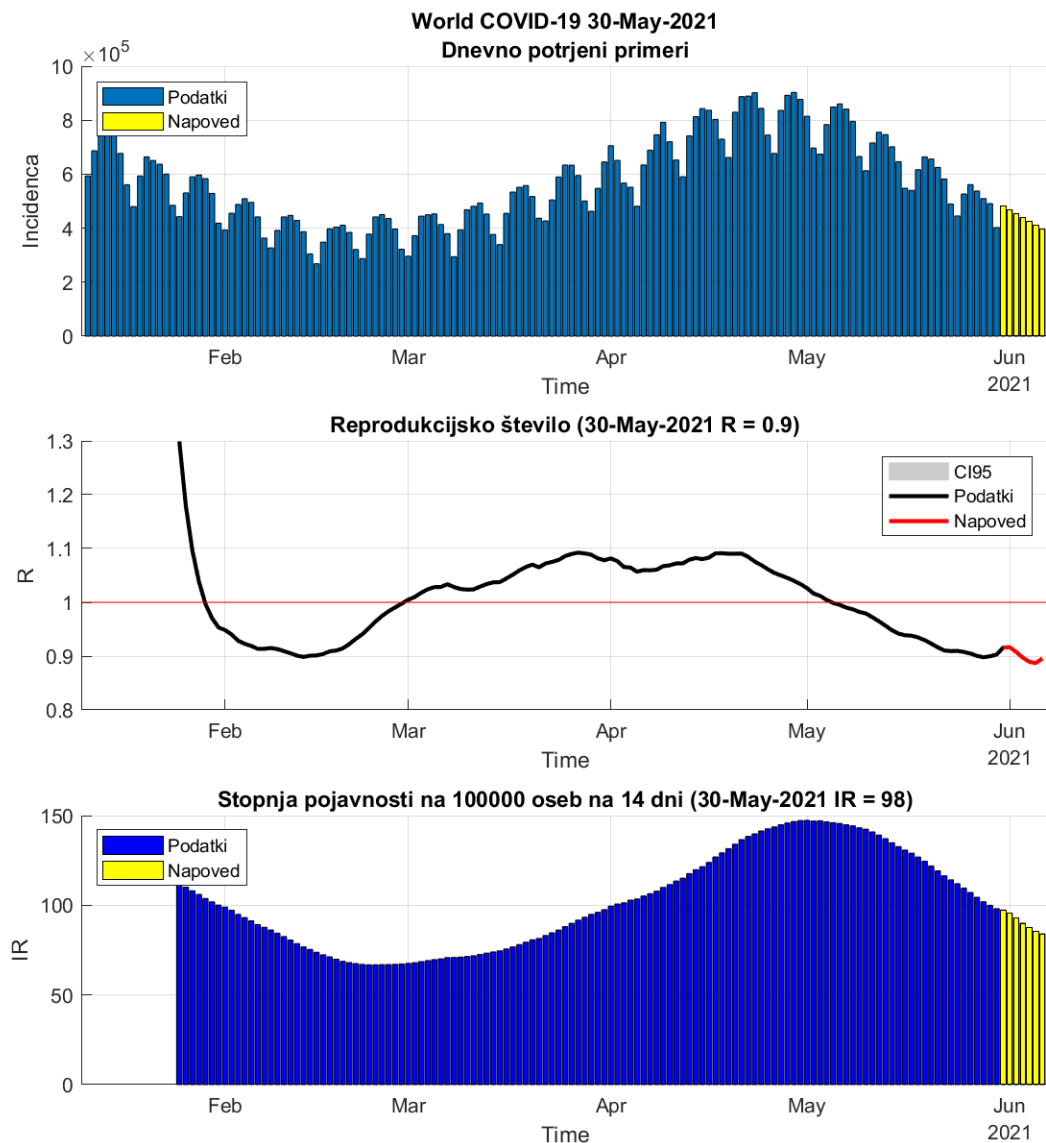 World COVID-19 30-May-2021
Dnevno potrjeni primeri
×10⁵
10
8
6
4
2
0
Incidenca
Podatki
Napoved
Feb
Mar
Apr
May
Jun
2021
Time
Reprodukcijsko število (30-May-2021 R = 0.9)
1.3
1.2
1.1
1
0.9
0.8
R
CI95
Podatki
Napoved
Feb
Mar
Apr
May
Jun
2021
Time
Stopnja pojavnosti na 100000 oseb na 14 dni (30-May-2021 IR = 98)
150
100
50
0
IR
Podatki
Napoved
Feb
Mar
Apr
May
Jun
2021
Time